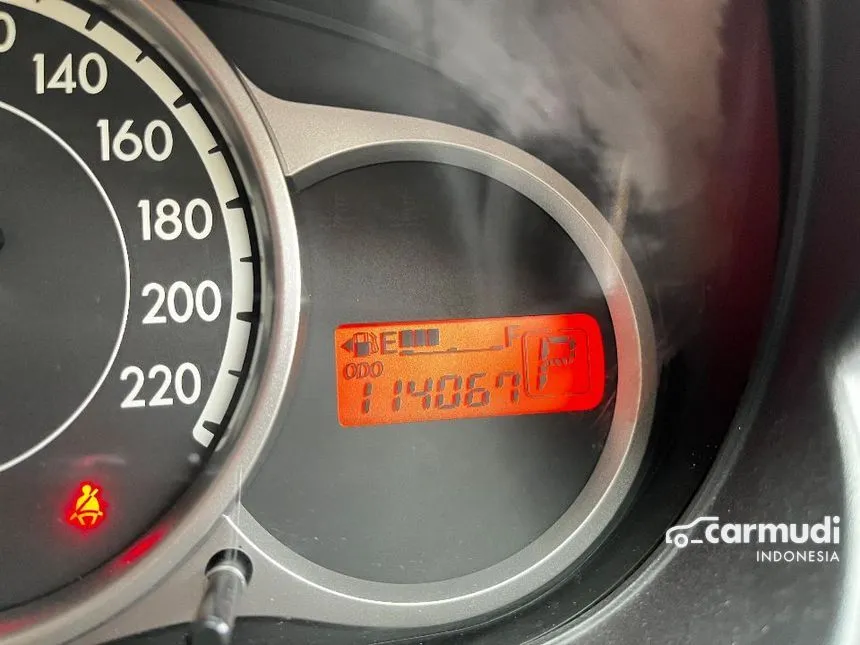 140
160
180
200
220
E F
ODO
114067
P
carmudi
INDONESIA